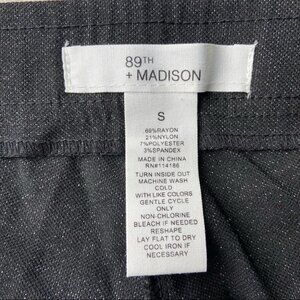 89TH
+ MADISON
S
69%RAYON
21%NYLON
7%POLYESTER
3%SPANDEX
MADE IN CHINA
RN#114186
TURN INSIDE OUT
MACHINE WASH
COLD
WITH LIKE COLORS
GENTLE CYCLE
ONLY
NON-CHLORINE
BLEACH IF NEEDED
RESHAPE
LAY FLAT TO DRY
COOL IRON IF
NECESSARY